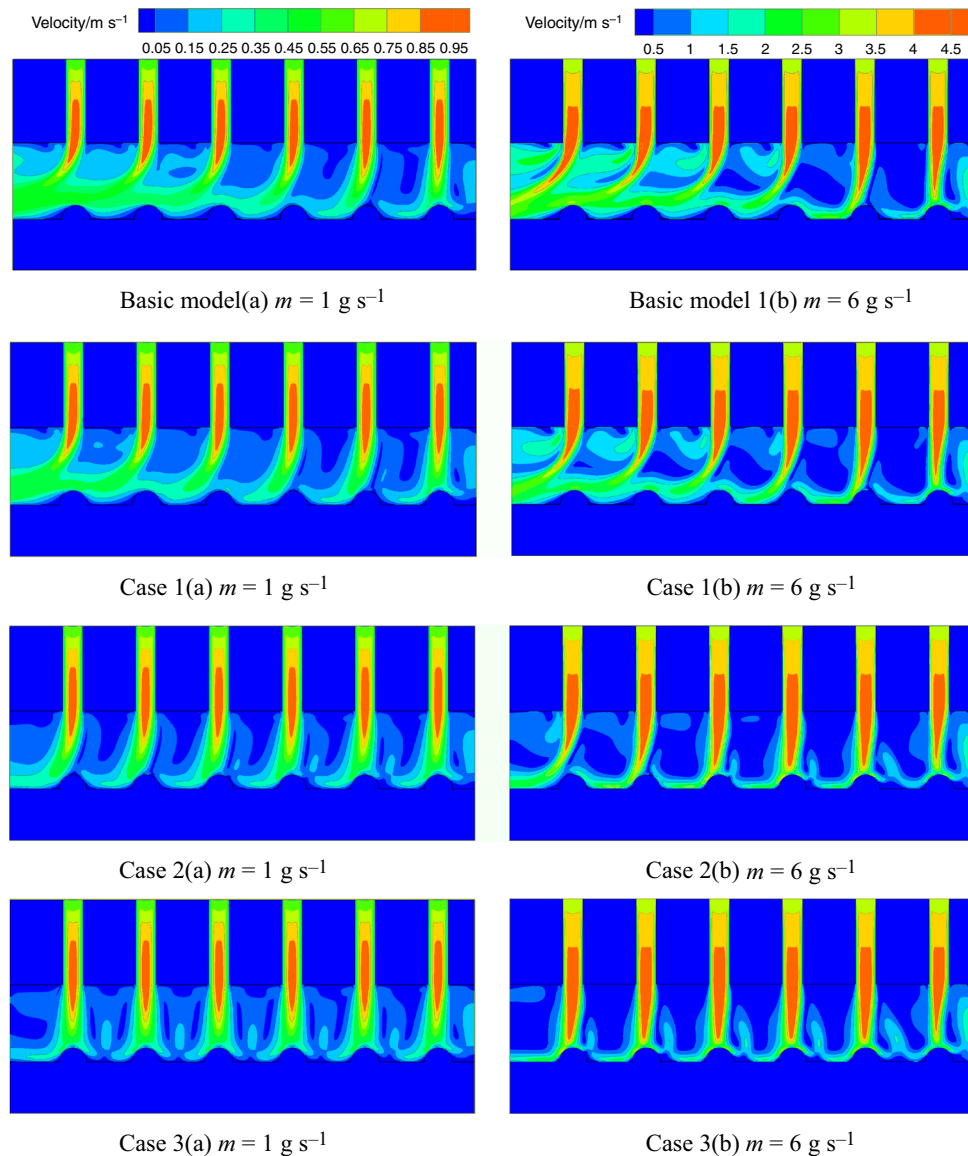 Velocity/m s⁻¹
0.05 0.15 0.25 0.35 0.45 0.55 0.65 0.75 0.85 0.95
Velocity/m s⁻¹
0.5 1 1.5 2 2.5 3 3.5 4 4.5
Basic model(a) m = 1 g s⁻¹
Basic model 1(b) m = 6 g s⁻¹
Case 1(a) m = 1 g s⁻¹
Case 1(b) m = 6 g s⁻¹
Case 2(a) m = 1 g s⁻¹
Case 2(b) m = 6 g s⁻¹
Case 3(a) m = 1 g s⁻¹
Case 3(b) m = 6 g s⁻¹